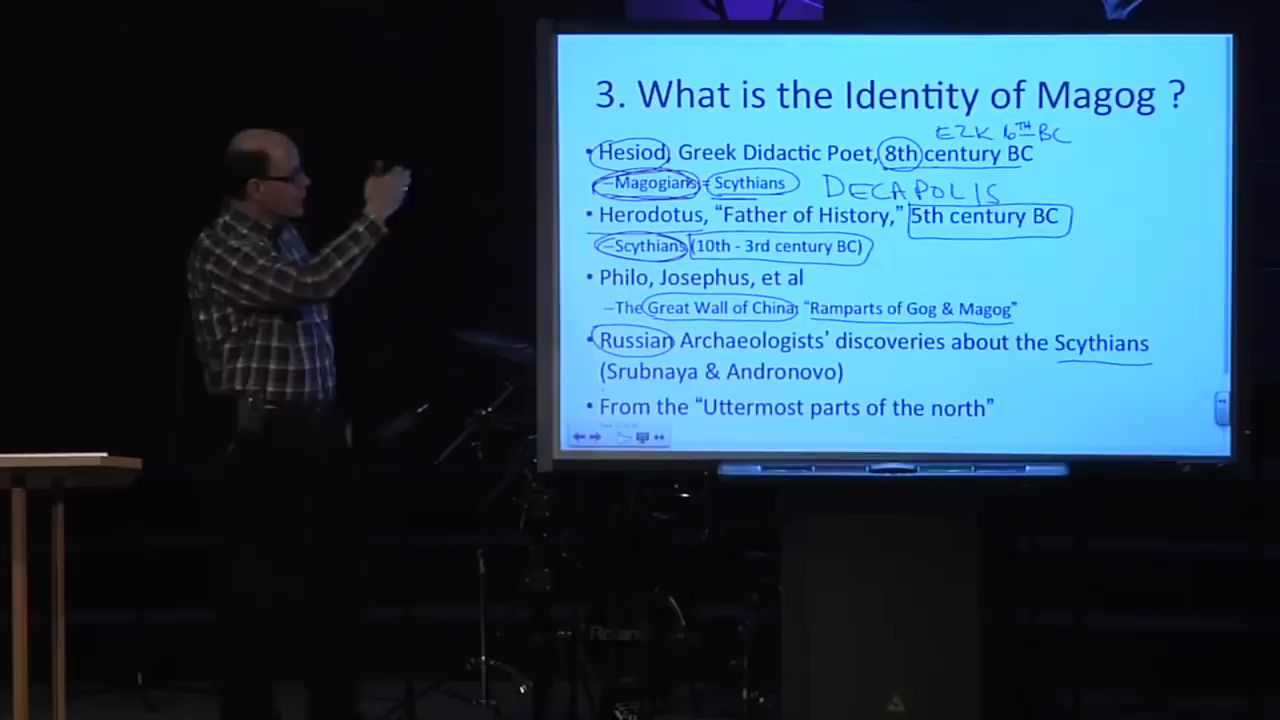 3. What is the Identity of Magog ?
EZK 6TH BC
• Hesiod, Greek Didactic Poet, 8th century BC
–Magogians = Scythians DECAPOLIS
• Herodotus, “Father of History,” 5th century BC
–Scythians (10th - 3rd century BC)
• Philo, Josephus, et al
–The Great Wall of China; “Ramparts of Gog & Magog”
• Russian Archaeologists’ discoveries about the Scythians
(Srubnaya & Andronovo)
• From the “Uttermost parts of the north”
Roland